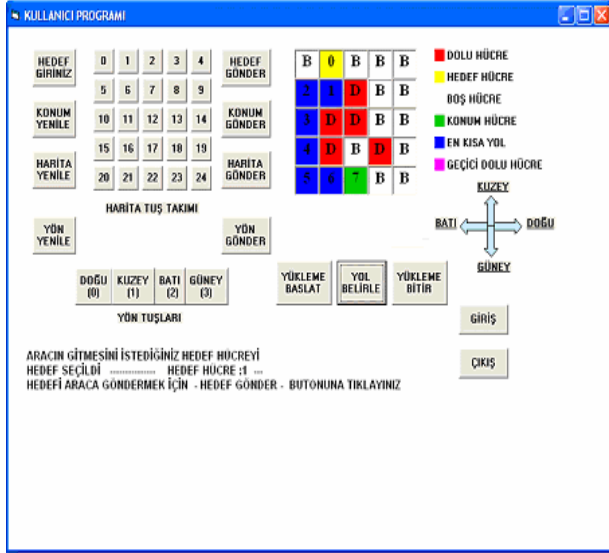 KULLANICI PROGRAMI
HEDEF GİRİNİZ
0 1 2 3 4
5 6 7 8 9
10 11 12 13 14
15 16 17 18 19
20 21 22 23 24
HEDEF GÖNDER
KONUM YENİLE
KONUM GÖNDER
HARİTA YENİLE
HARİTA GÖNDER
HARİTA TUŞ TAKIMI
YÖN YENİLE
YÖN GÖNDER
B 0 B B B
2 1 D B B
3 D D B B
4 D B D B
5 6 7 B B
DOLU HÜCRE
HEDEF HÜCRE
BOŞ HÜCRE
KONUM HÜCRE
EN KISA YOL
GEÇİCİ DOLU HÜCRE
KUZEY
BATI
DOĞU
GÜNEY
DOĞU (0)
KUZEY (1)
BATI (2)
GÜNEY (3)
YÖN TUŞLARI
YÜKLEME BASLAT
YOL BELİRLE
YÜKLEME BİTİR
GİRİŞ
ÇIKIŞ
ARACIN GİTMESİNİ İSTEDİĞİNİZ HEDEF HÜCREYİ
HEDEF SEÇİLDİ ................ HEDEF HÜCRE :1 ...
HEDEFİ ARACA GÖNDERMEK İÇİN - HEDEF GÖNDER - BUTONUNA TIKLAYINIZ